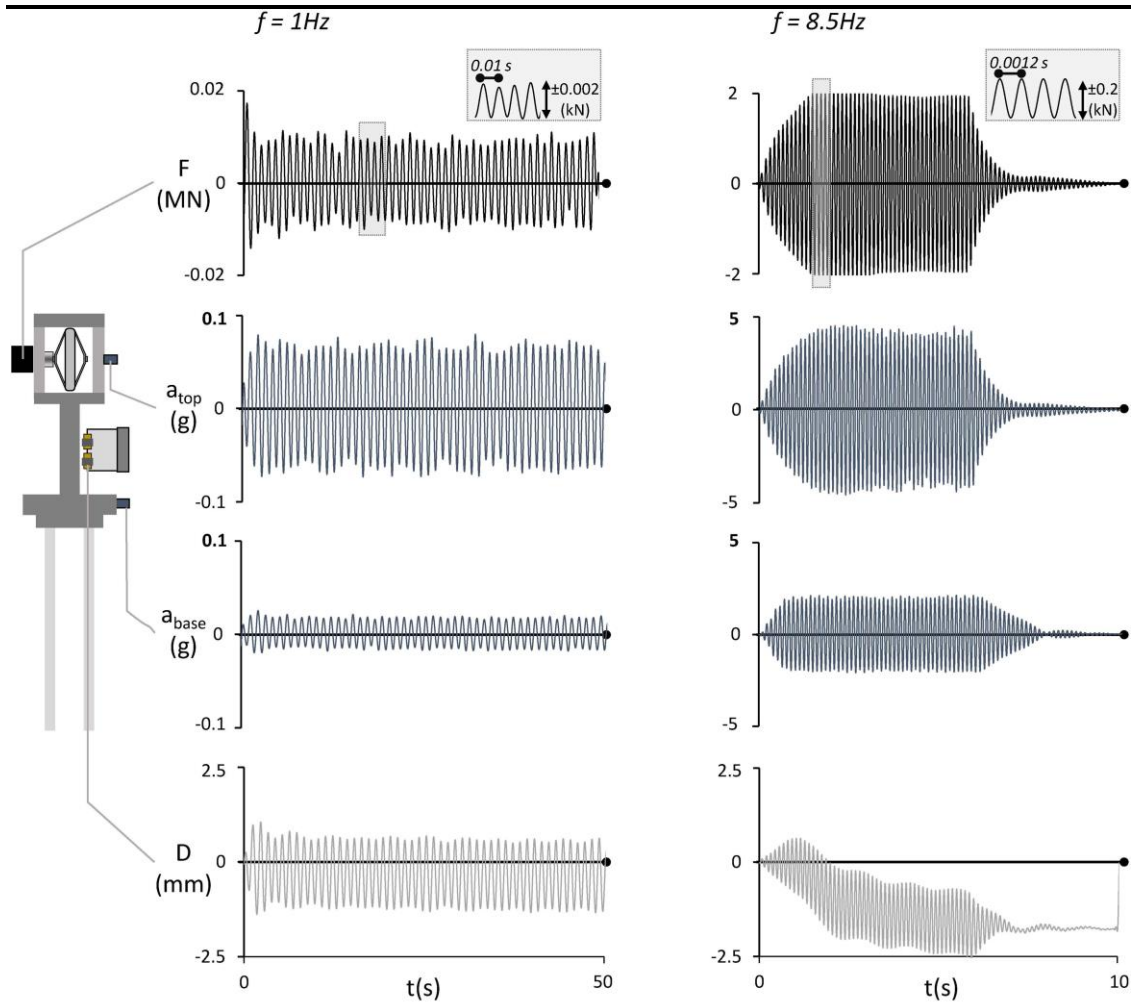 f = 1Hz
f = 8.5Hz
0.01 s
±0.002
(kN)
0.0012 s
±0.2
(kN)
0.02
F
(MN)
0
-0.02
2
0
-2
0.1
a_top
(g)
0
-0.1
5
0
-5
0.1
a_base
(g)
0
-0.1
5
0
-5
2.5
D
(mm)
0
-2.5
2.5
0
-2.5
0
t(s)
50
0
t(s)
10